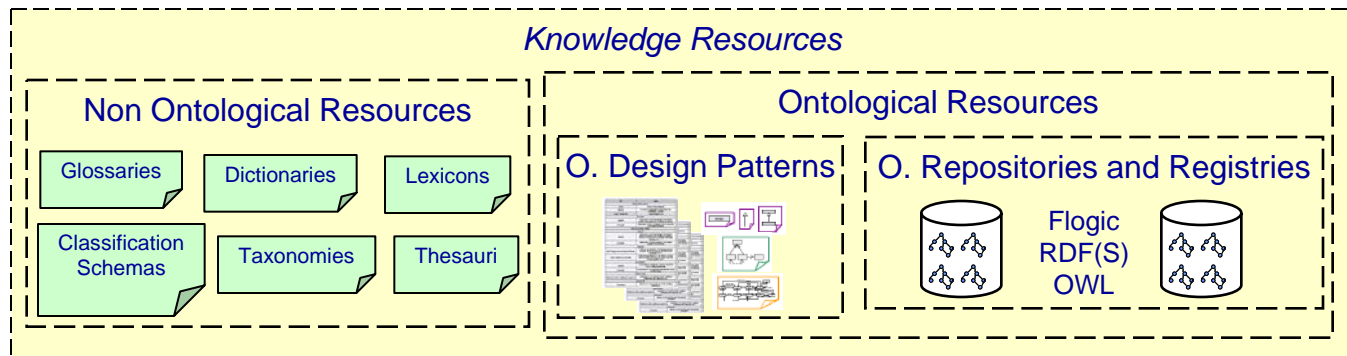 Knowledge Resources
Non Ontological Resources
Glossaries
Dictionaries
Lexicons
Classification
Schemas
Taxonomies
Thesauri
Ontological Resources
O. Design Patterns
O. Repositories and Registries
Flogic
RDF(S)
OWL